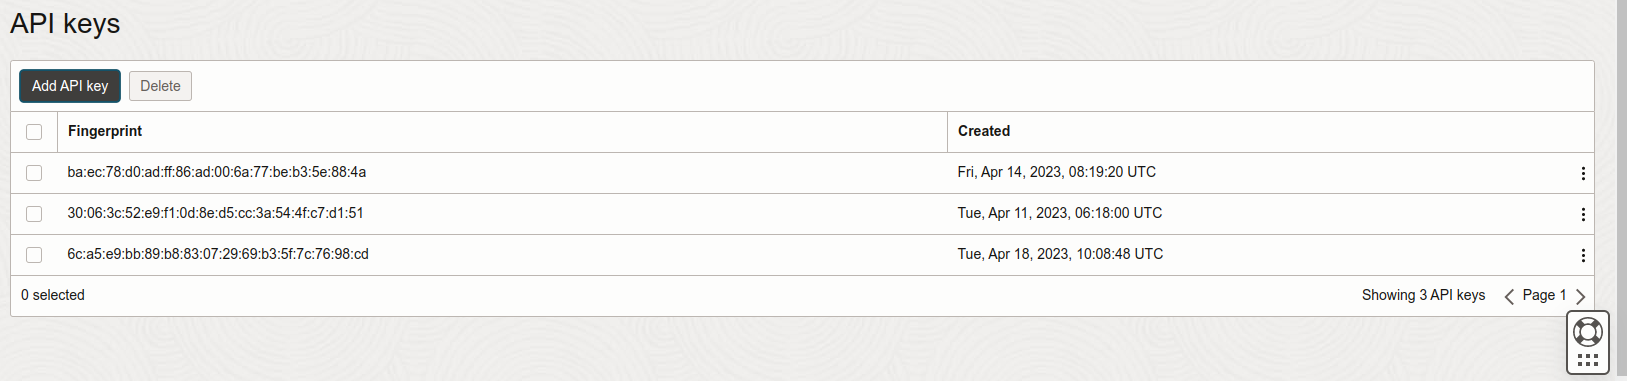 API keys
Add API key Delete
Fingerprint Created
ba:ec:78:d0:ad:ff:86:ad:00:6a:77:be:b3:5e:88:4a Fri, Apr 14, 2023, 08:19:20 UTC
30:06:3c:52:e9:f1:0d:8e:d5:cc:3a:54:4f:c7:d1:51 Tue, Apr 11, 2023, 06:18:00 UTC
6c:a5:e9:bb:89:b8:83:07:29:69:b3:5f:7c:76:98:cd Tue, Apr 18, 2023, 10:08:48 UTC
0 selected Showing 3 API keys Page 1